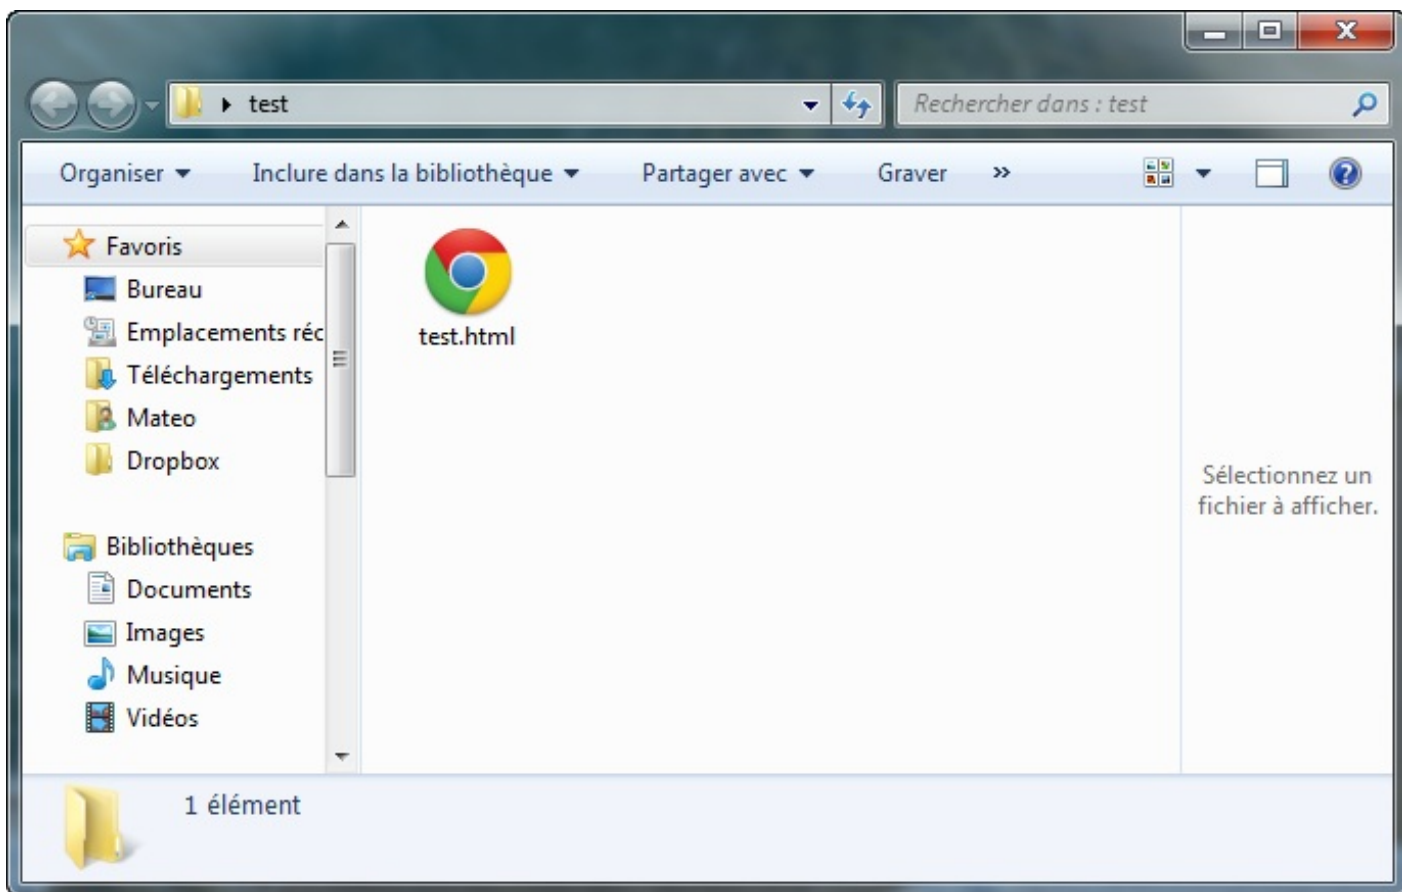 test
Rechercher dans : test
Organiser
Inclure dans la bibliothèque
Partager avec
Graver
»
Favoris
Bureau
Emplacements réc
Téléchargements
Mateo
Dropbox
Bibliothèques
Documents
Images
Musique
Vidéos
test.html
Sélectionnez un
fichier à afficher.
1 élément